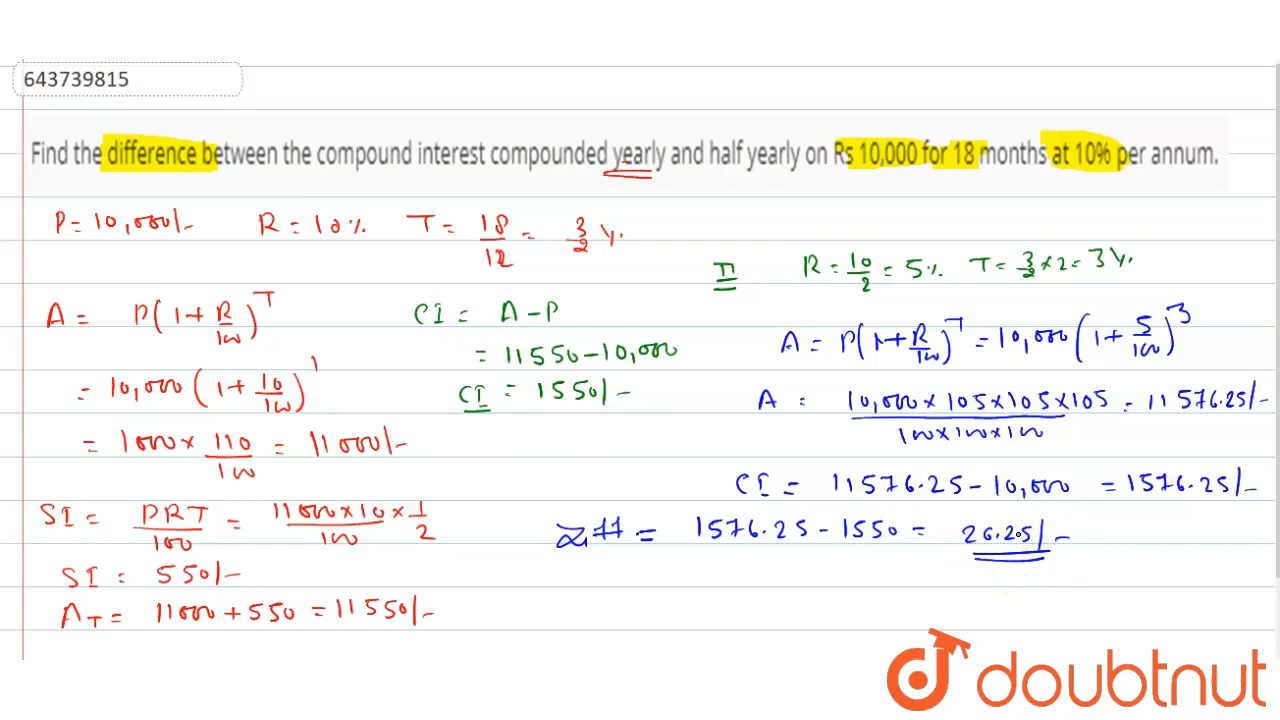 643739815
Find the difference between the compound interest compounded yearly and half yearly on Rs 10,000 for 18 months at 10% per annum.
P = 10,000/- R = 10% T = 18/12 = 3/2 Y.
A = P(1+R/100)^T
= 10,000(1+10/100)^1
= 1000 × 110/100 = 11000/-
SI = PRT/100 = 11000×10×1/100 2
SI = 550/-
A_T = 11000 + 550 = 11550/-
CI = A - P
= 11550 - 10,000
CI = 1550/-
II R = 10/2 = 5% T = 3/2 × 2 = 3 Y.
A = P(1+R/100)^T = 10,000(1+5/100)^3
A = 10,000×105×105×105/100×100×100 = 11576.25/-
CI = 11576.25 - 10,000 = 1576.25/-
= 1576.25 - 1550 = 26.25/-
doubtnut